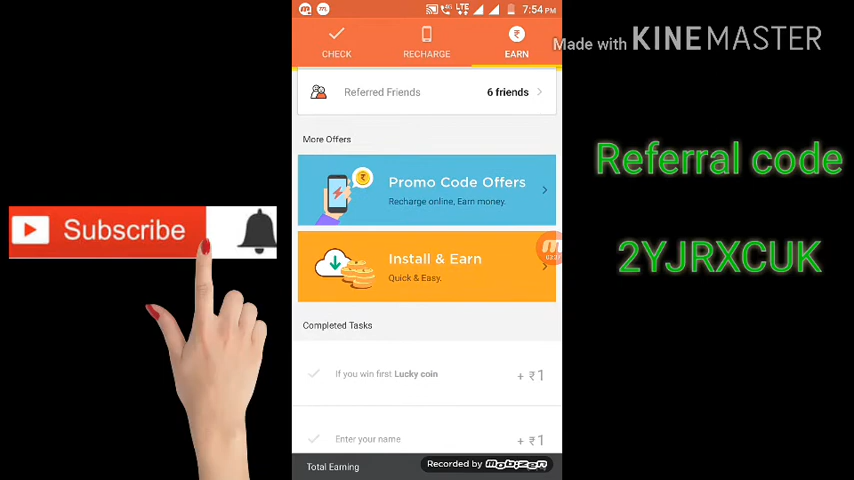 7:54 PM
LTE
CHECK
RECHARGE
EARN
Made with KINEMASTER
Referred Friends
6 friends
More Offers
Referral code
Promo Code Offers
Recharge online, Earn money.
Subscribe
2YJRXCUK
Install & Earn
Quick & Easy.
Completed Tasks
If you win first Lucky coin
+ ₹1
Enter your name
+ ₹1
Total Earning
Recorded by mobizen